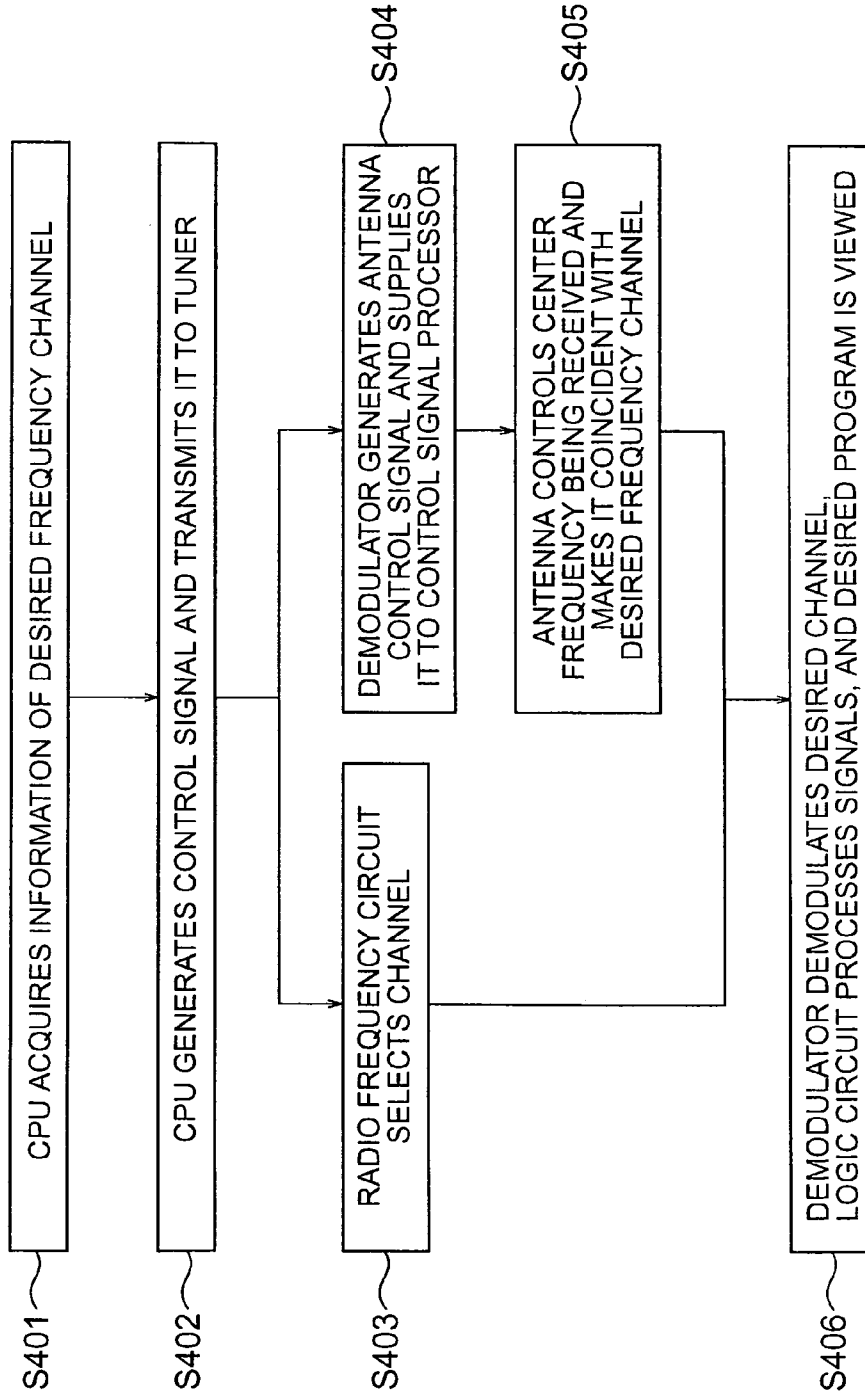 S401
CPU ACQUIRES INFORMATION OF DESIRED FREQUENCY CHANNEL
S402
CPU GENERATES CONTROL SIGNAL AND TRANSMITS IT TO TUNER
S403
RADIO FREQUENCY CIRCUIT
SELECTS CHANNEL
S404
DEMODULATOR GENERATES ANTENNA
CONTROL SIGNAL AND SUPPLIES
IT TO CONTROL SIGNAL PROCESSOR
S405
ANTENNA CONTROLS CENTER
FREQUENCY BEING RECEIVED AND
MAKES IT COINCIDENT WITH
DESIRED FREQUENCY CHANNEL
S406
DEMODULATOR DEMODULATES DESIRED CHANNEL,
LOGIC CIRCUIT PROCESSES SIGNALS, AND DESIRED PROGRAM IS VIEWED